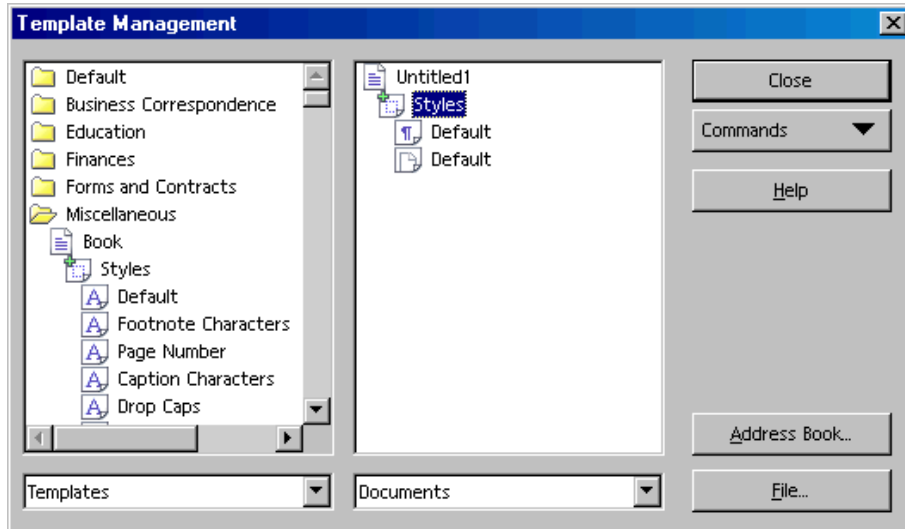 Template Management
Default
Business Correspondence
Education
Finances
Forms and Contracts
Miscellaneous
Book
Styles
Default
Footnote Characters
Page Number
Caption Characters
Drop Caps
Templates
Untitled1
Styles
Default
Default
Documents
Close
Commands
Help
Address Book...
File...